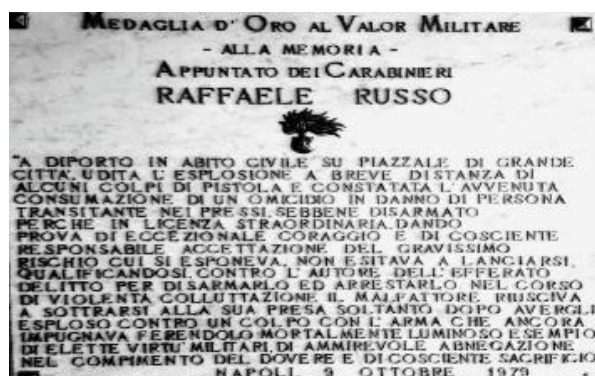 MEDAGLIA D'ORO AL VALOR MILITARE
- ALLA MEMORIA -
APPUNTATO DEI CARABINIERI
RAFFAELE RUSSO
"A DIPORTO IN ABITO CIVILE SU PIAZZALE DI GRANDE
CITTA', UDITA L'ESPLOSIONE A BREVE DISTANZA DI
ALCUNI COLPI DI PISTOLA E CONSTATATA L'AVVENUTA
CONSUMAZIONE DI UN OMICIDIO IN DANNO DI PERSONA
TRANSITANTE NEI PRESSI, SEBBENE DISARMATO
PERCHE IN LICENZA STRAORDINARIA, DANDO
PROVA DI ECCEZIONALE CORAGGIO E DI COSCIENTE
RESPONSABILE ACCETTAZIONE DEL GRAVISSIMO
RISCHIO CUI SI ESPONEVA, NON ESITAVA A LANCIARSI,
QUALIFICANDOSI, CONTRO L'AUTORE DELL'EFFERATO
DELITTO PER DISARMARLO ED ARRESTARLO. NEL CORSO
DI VIOLENTA COLLUTTAZIONE IL MALFATTORE RIUSCIVA
A SOTTRARSI ALLA SUA PRESA SOLTANTO DOPO AVERGLI
ESPLOSO CONTRO UN COLPO CON L'ARMA CHE ANCORA
IMPUGNAVA FERENDOLO MORTALMENTE LUMINOSO ESEMPIO
DI ELETTE VIRTU' MILITARI, DI AMMIREVOLE ABNEGAZIONE
NEL COMPIMENTO DEL DOVERE E DI COSCIENTE SACRIFICIO
NAPOLI, 9 OTTOBRE 1979